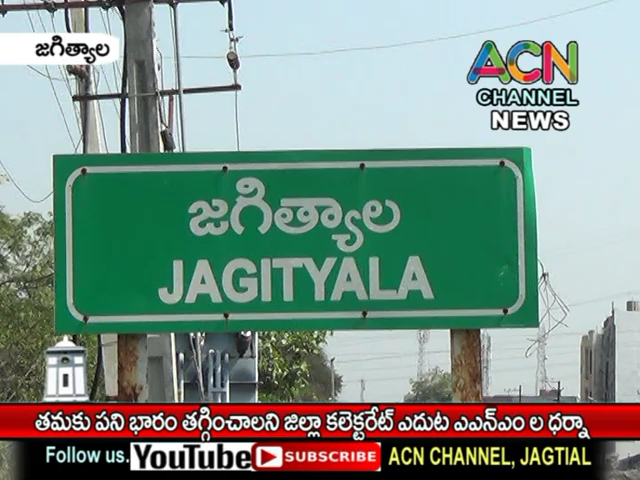 జగిత్యాల
ACN
CHANNEL
NEWS
జగిత్యాల
JAGITYALA
తమకు పని భారం తగ్గించాలని జిల్లా కలెక్టరేట్ ఎదుట ఎఎన్ఎం ల ధర్నా
Follow us. YouTube SUBSCRIBE ACN CHANNEL, JAGTIAL